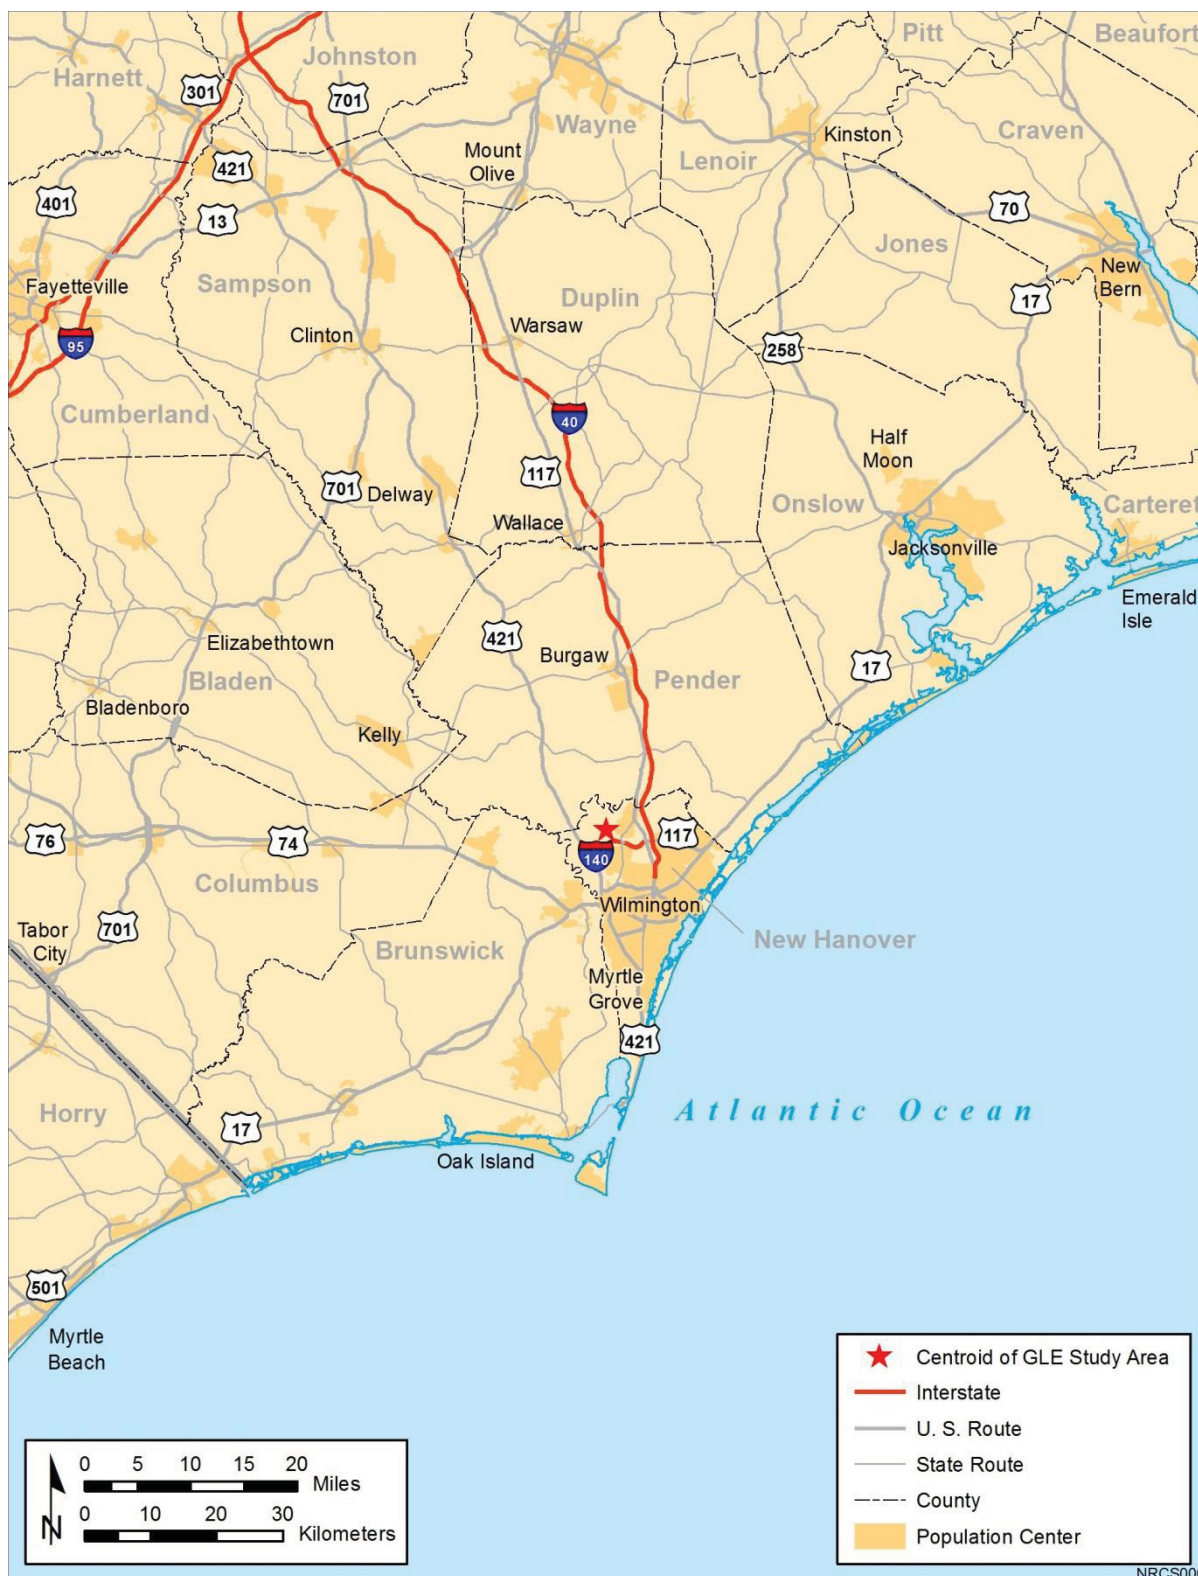 Johnston
Pitt
Beaufort
Harnett
301
701
Wayne
Kinston
Craven
Mount
Olive
Lenoir
421
401
13
70
Jones
Sampson
Fayetteville
Duplin
New
Bern
17
95
Clinton
Warsaw
258
Cumberland
40
Half
Moon
117
701
Delway
Onslow
Carteret
Wallace
Jacksonville
Emerald
Isle
421
Elizabethtown
Burgaw
17
Bladen
Pender
Bladenboro
Kelly
76
74
117
140
Columbus
Wilmington
Tabor
City
701
Brunswick
New Hanover
Myrtle
Grove
421
Horry
17
Atlantic Ocean
Oak Island
501
Myrtle
Beach
Centroid of GLE Study Area
Interstate
U. S. Route
State Route
County
Population Center
0 5 10 15 20
Miles
0 10 20 30
Kilometers
N